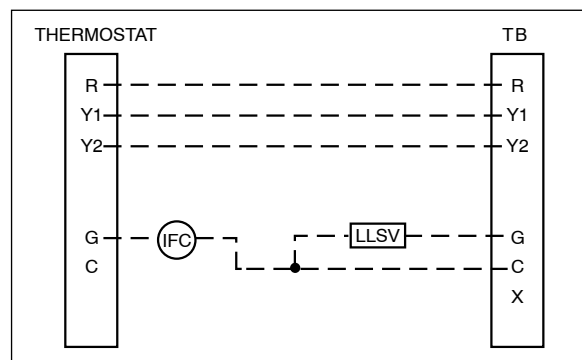 THERMOSTAT TB
R R
Y1 Y1
Y2 Y2
G IFC LLSV G
C C
X